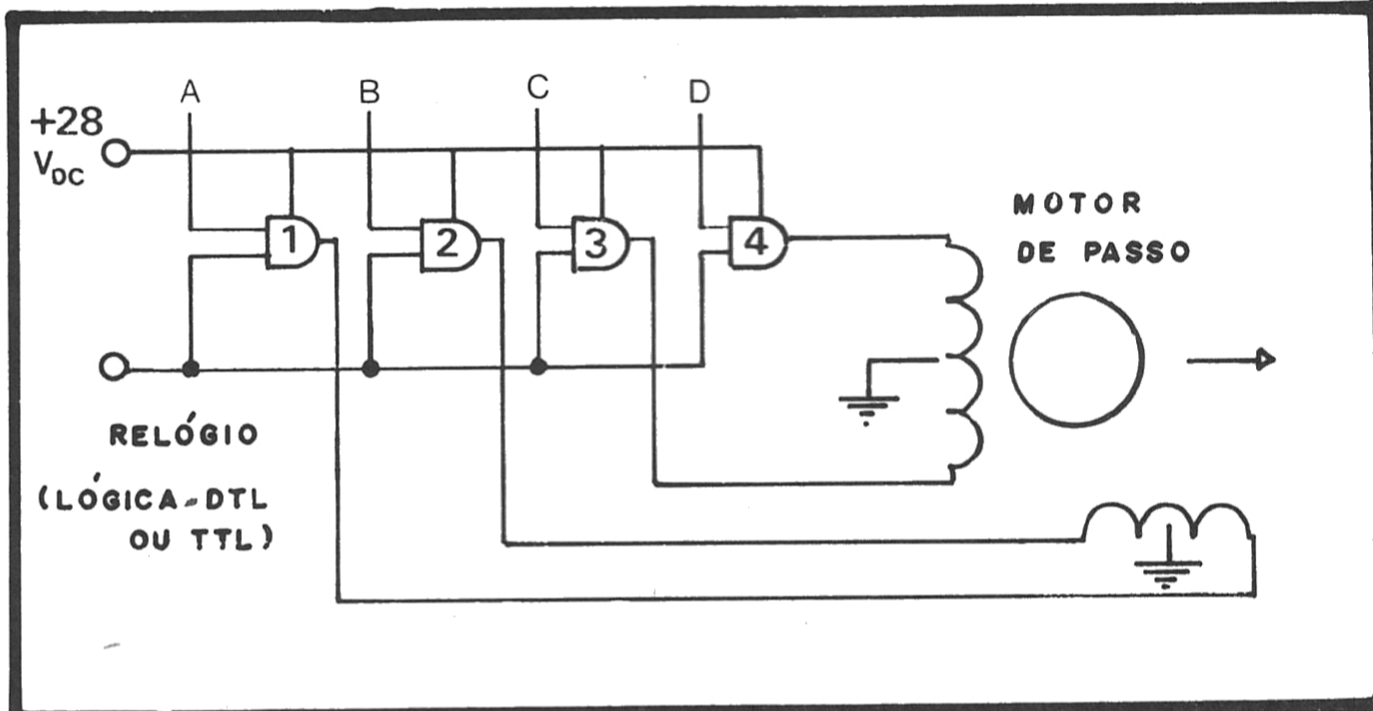 A B C D
+28
VDC
1 2 3 4
MOTOR
DE PASSO
RELÓGIO
(LÓGICA-DTL
OU TTL)